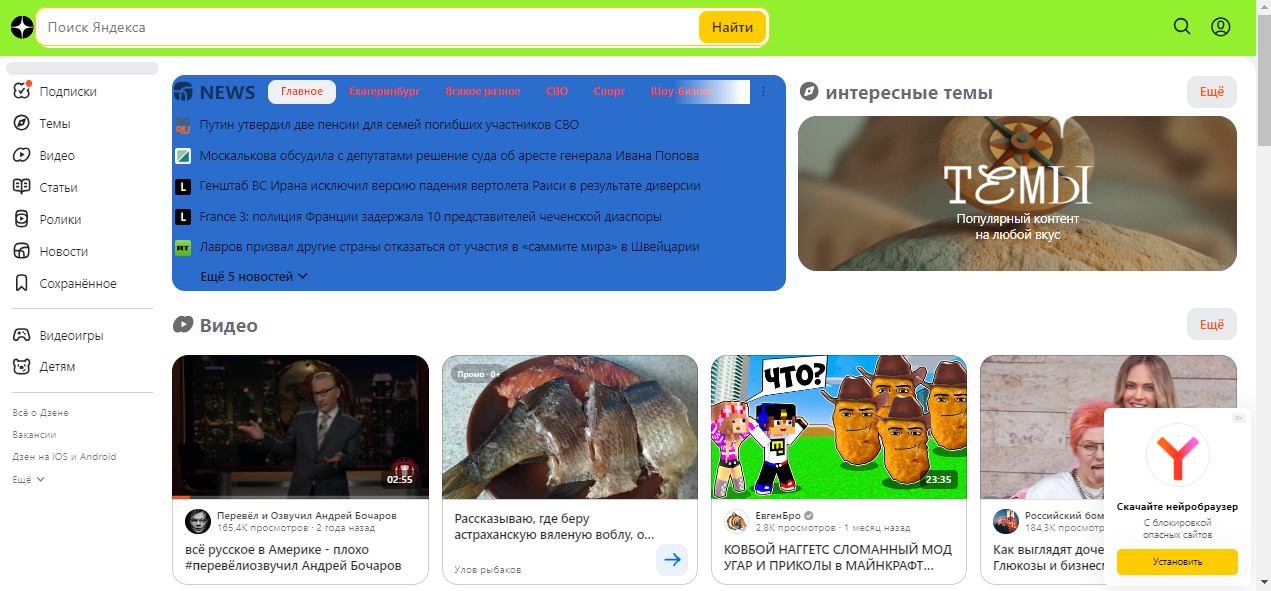 Поиск Яндекса
Найти
Подписки
Темы
Видео
Статьи
Ролики
Новости
Сохранённое
Видеоигры
Детям
Всё о Дзене
Вакансии
Дзен на iOS и Android
Ещё
NEWS
Главное
Екатеринбург
Всякое разное
СВО
Спорт
Шоу-бизнес
RG RU
Путин утвердил две пенсии для семей погибших участников СВО
Москалькова обсудила с депутатами решение суда об аресте генерала Ивана Попова
L
Генштаб ВС Ирана исключил версию падения вертолета Раиси в результате диверсии
L
France 3: полиция Франции задержала 10 представителей чеченской диаспоры
RT
Лавров призвал другие страны отказаться от участия в «саммите мира» в Швейцарии
Ещё 5 новостей
интересные темы
Ещё
ТЕМЫ
Популярный контент
на любой вкус
Видео
Ещё
02:55
Перевёл и Озвучил Андрей Бочаров
165,4K просмотров · 2 года назад
всё русское в Америке - плохо
#перевёлиозвучил Андрей Бочаров
Промо · 0+
Рассказываю, где беру
астраханскую вяленую воблу, о...
Улов рыбаков
ЧТО?
23:35
ЕвгенБро
2,8K просмотров · 1 месяц назад
КОВБОЙ НАГГЕТС СЛОМАННЫЙ МОД
УГАР И ПРИКОЛЫ в МАЙНКРАФТ...
Российский бом
184,3K просмотр
Как выглядят доче
Глюкозы и бизнесм
0+
Скачайте нейробраузер
С блокировкой
опасных сайтов
Установить